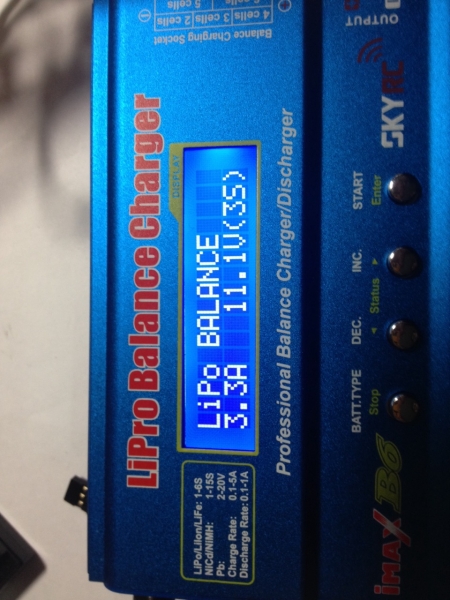 LiPro Balance Charger
DISPLAY
LiPo BALANCE
3.3A 11.1V(3S)
Professional Balance Charger/Discharger
LiPo/LiIon/LiFe: 1-6S
NiCd/NiMH: 1-15S
Pb: 2-20V
Charge Rate: 0.1-5A
Discharge Rate: 0.1-1A
Balance Charging Socket
4 cells 3 cells 2 cells
5 cells
OUTPUT
SKYRC
BATT.TYPE DEC. INC. START
Stop ◄ Status ► Enter
iMAX B6